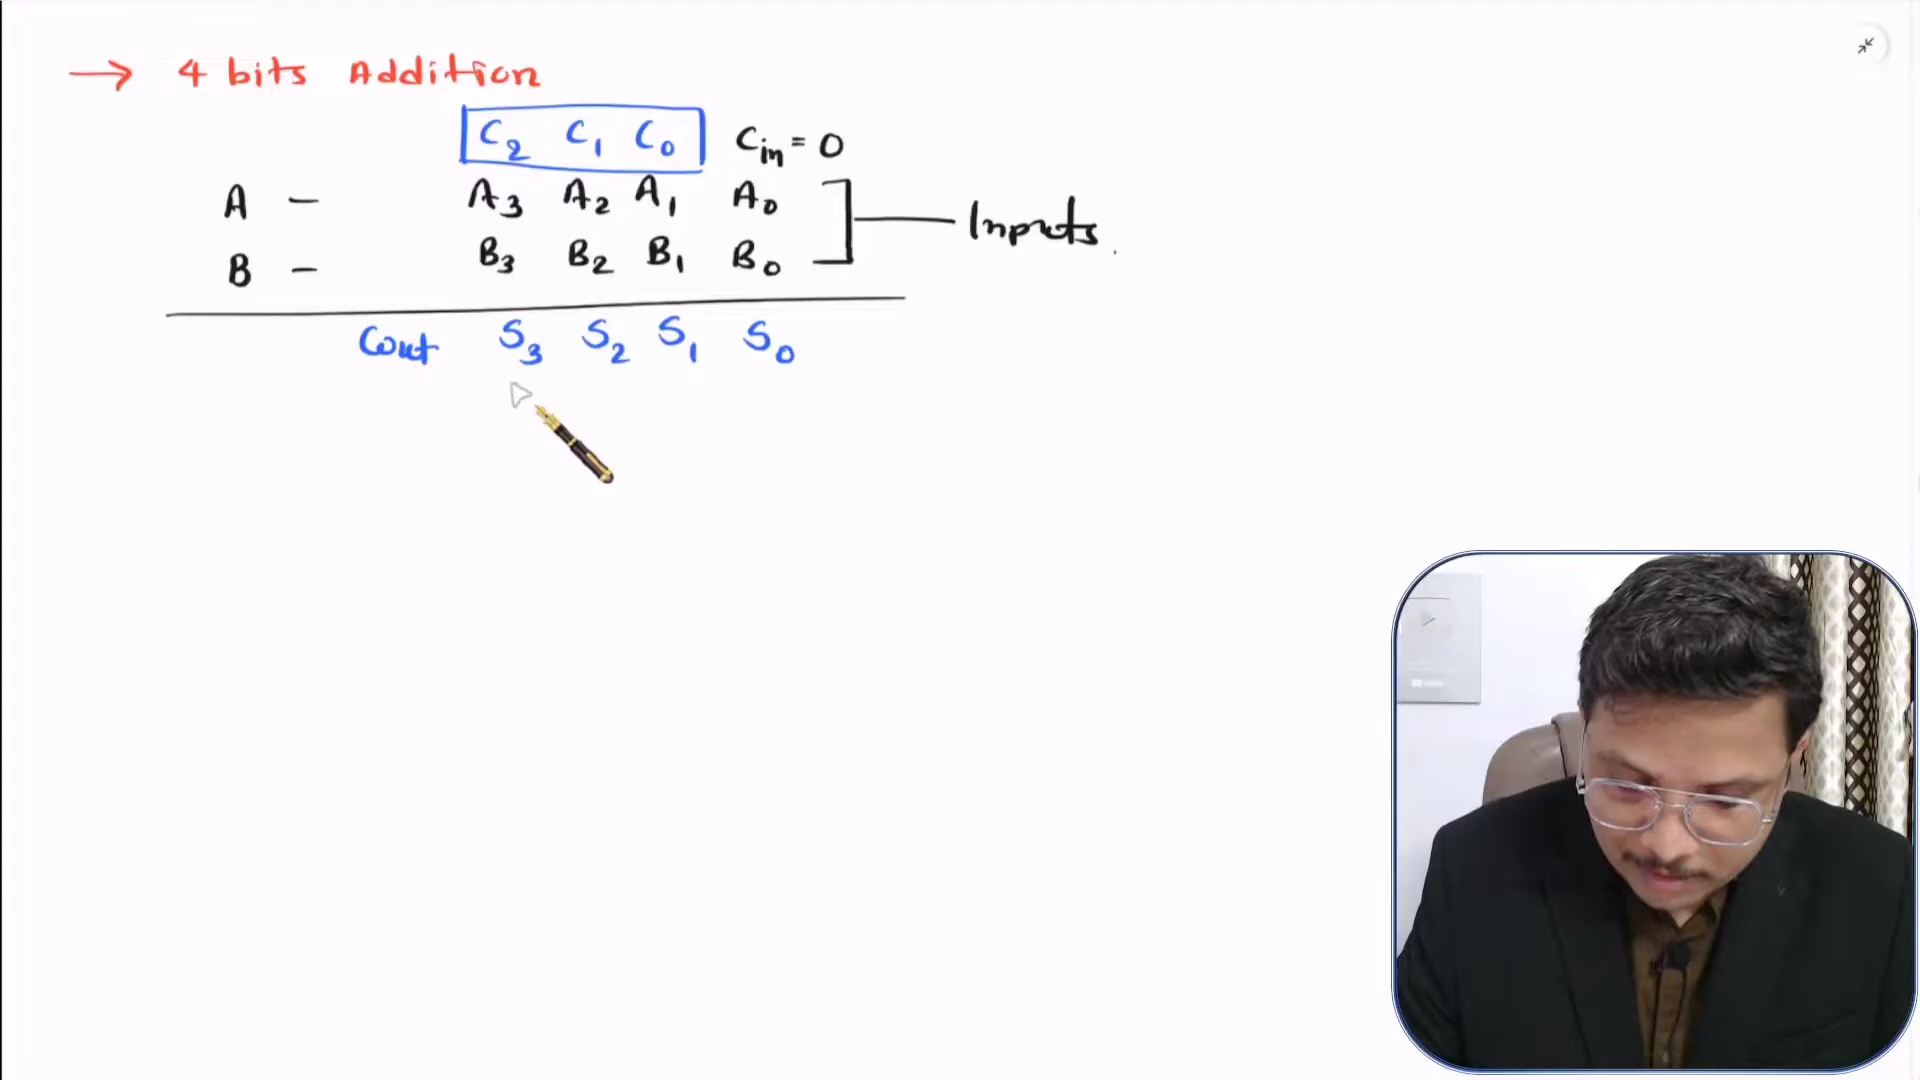 → 4 bits Addition
C2 C1 C0 Cin = 0
A - A3 A2 A1 A0
B - B3 B2 B1 B0
Inputs.
Cout S3 S2 S1 S0